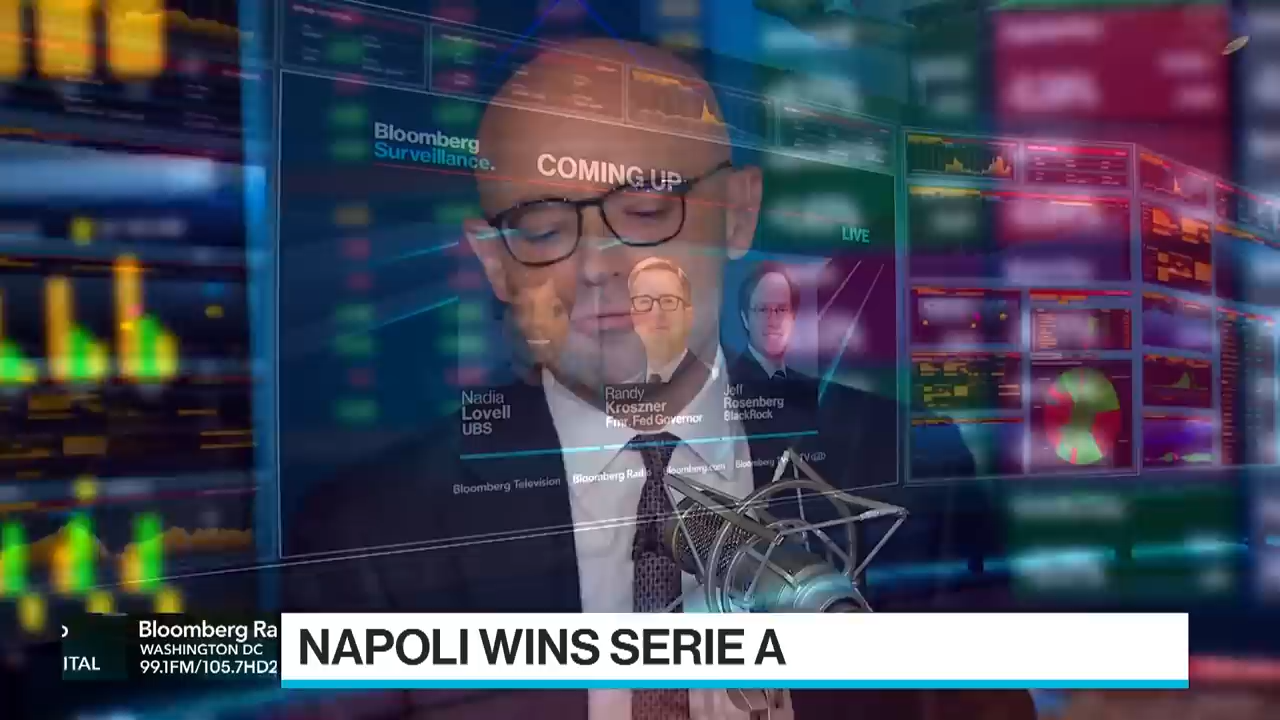 Bloomberg
Surveillance.
COMING UP
LIVE
Nadia
Lovell
UBS
Randy
Kroszner
Fmr. Fed Governor
Jeff
Rosenberg
BlackRock
Bloomberg Television
Bloomberg Radio
Bloomberg.com
ITAL
Bloomberg Ra
WASHINGTON DC
99.1FM/105.7HD2
NAPOLI WINS SERIE A